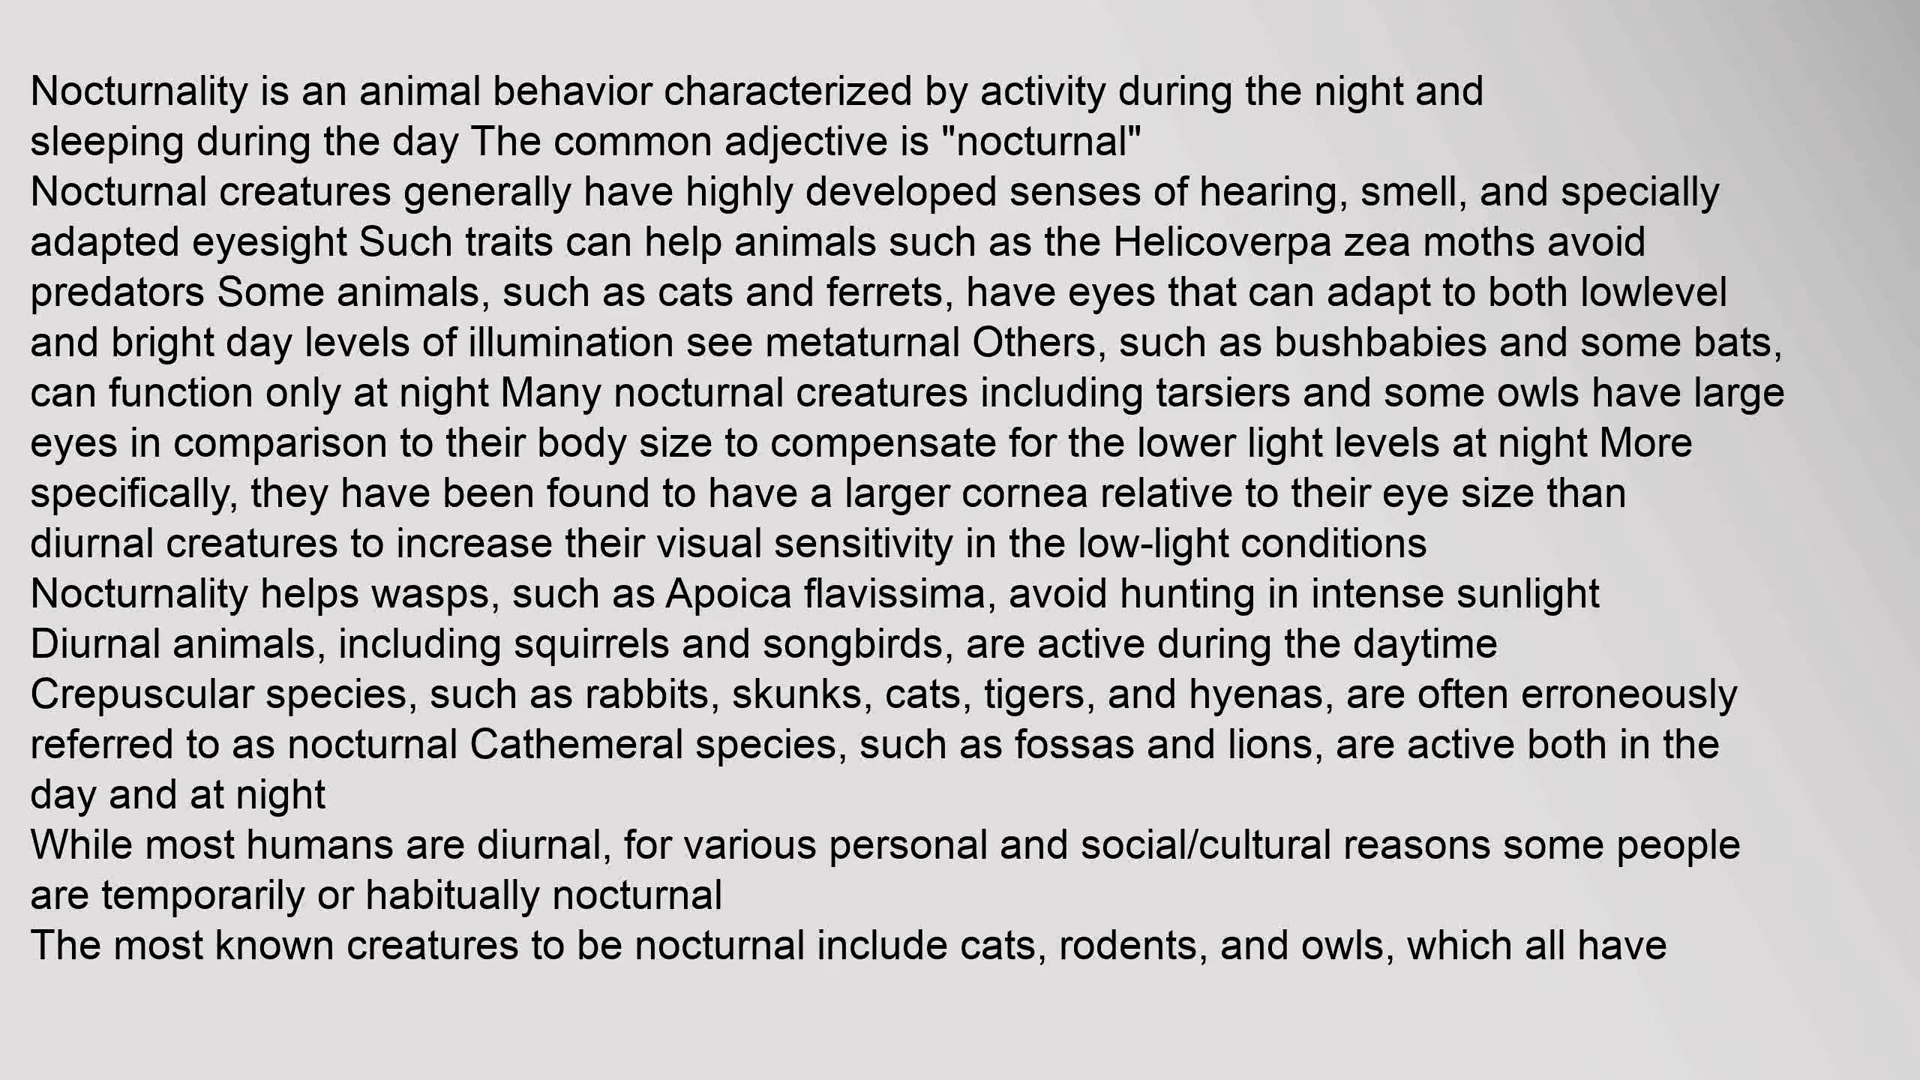 Nocturnality is an animal behavior characterized by activity during the night and
sleeping during the day The common adjective is "nocturnal"
Nocturnal creatures generally have highly developed senses of hearing, smell, and specially
adapted eyesight Such traits can help animals such as the Helicoverpa zea moths avoid
predators Some animals, such as cats and ferrets, have eyes that can adapt to both lowlevel
and bright day levels of illumination see metaturnal Others, such as bushbabies and some bats,
can function only at night Many nocturnal creatures including tarsiers and some owls have large
eyes in comparison to their body size to compensate for the lower light levels at night More
specifically, they have been found to have a larger cornea relative to their eye size than
diurnal creatures to increase their visual sensitivity in the low-light conditions
Nocturnality helps wasps, such as Apoica flavissima, avoid hunting in intense sunlight
Diurnal animals, including squirrels and songbirds, are active during the daytime
Crepuscular species, such as rabbits, skunks, cats, tigers, and hyenas, are often erroneously
referred to as nocturnal Cathemeral species, such as fossas and lions, are active both in the
day and at night
While most humans are diurnal, for various personal and social/cultural reasons some people
are temporarily or habitually nocturnal
The most known creatures to be nocturnal include cats, rodents, and owls, which all have